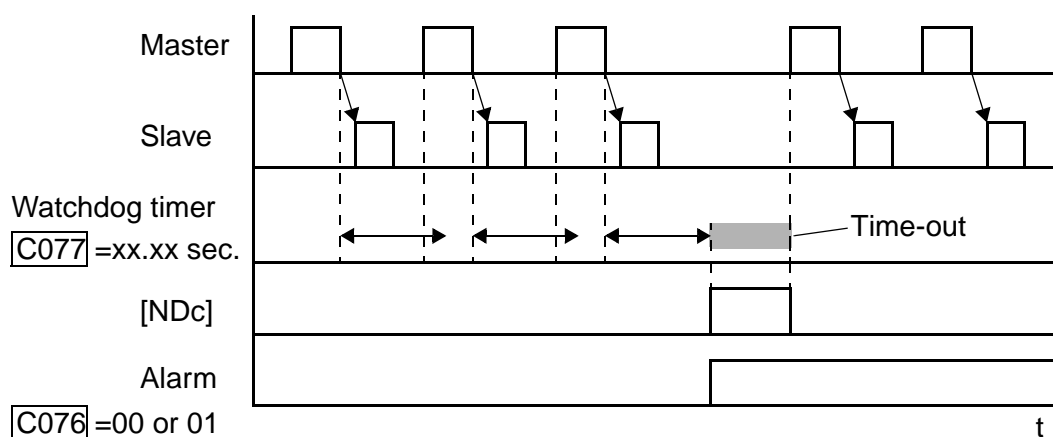 Master
Slave
Watchdog timer
C077 =xx.xx sec.
Time-out
[NDc]
Alarm
C076 =00 or 01
t